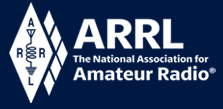 A
R R
L
ARRL
The National Association for
Amateur Radio®